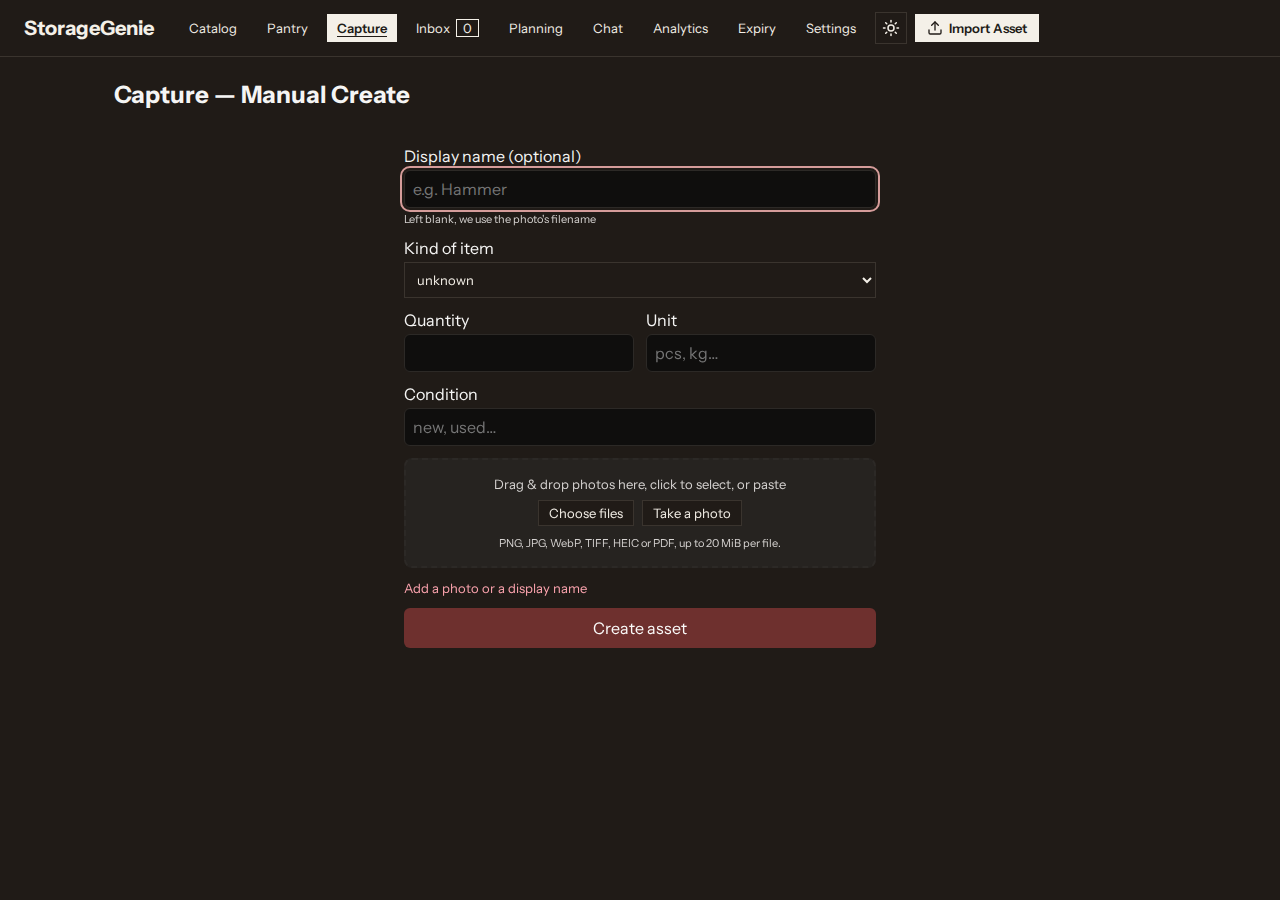 StorageGenie Catalog Pantry Capture Inbox 0 Planning Chat Analytics Expiry Settings Import Asset
Capture — Manual Create
Display name (optional)
e.g. Hammer
Left blank, we use the photo's filename
Kind of item
unknown
Quantity Unit
pcs, kg...
Condition
new, used...
Drag & drop photos here, click to select, or paste
Choose files Take a photo
PNG, JPG, WebP, TIFF, HEIC or PDF, up to 20 MiB per file.
Add a photo or a display name
Create asset